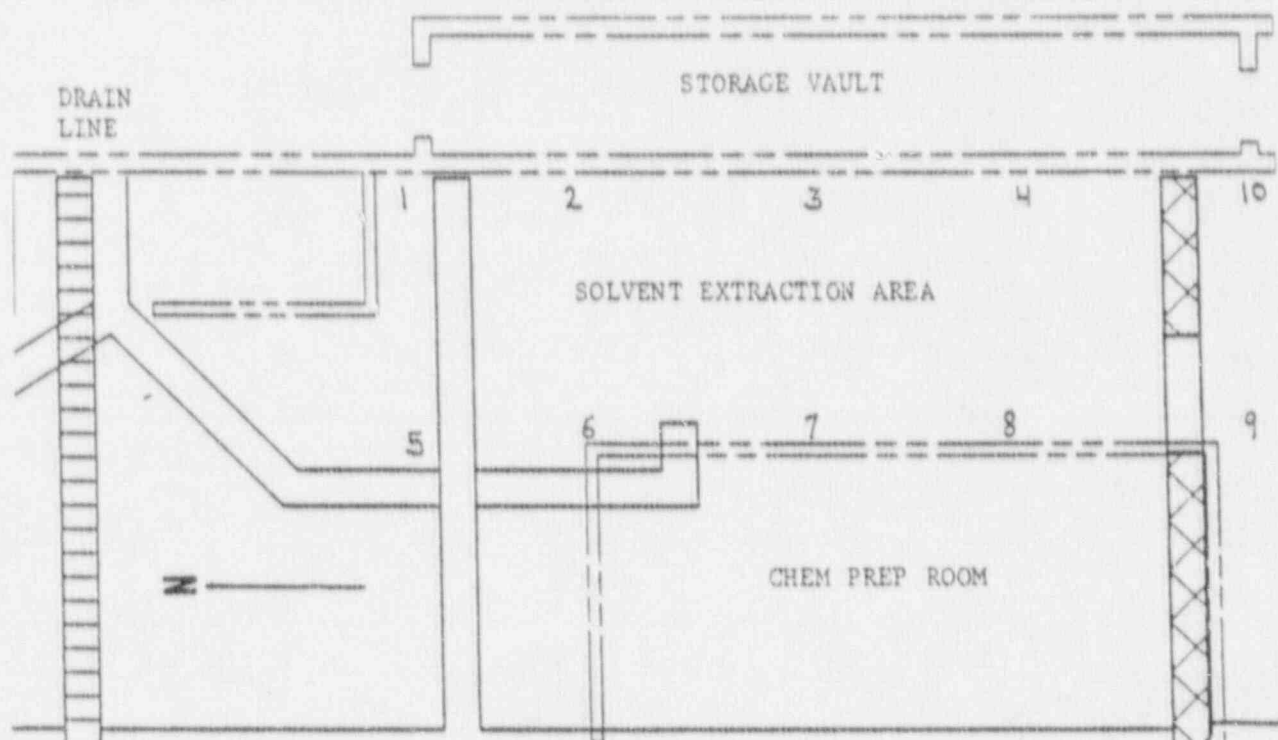 STORAGE VAULT
DRAIN
LINE
1 2 3 4 10
SOLVENT EXTRACTION AREA
5 6 7 8 9
N
CHEM PREP ROOM